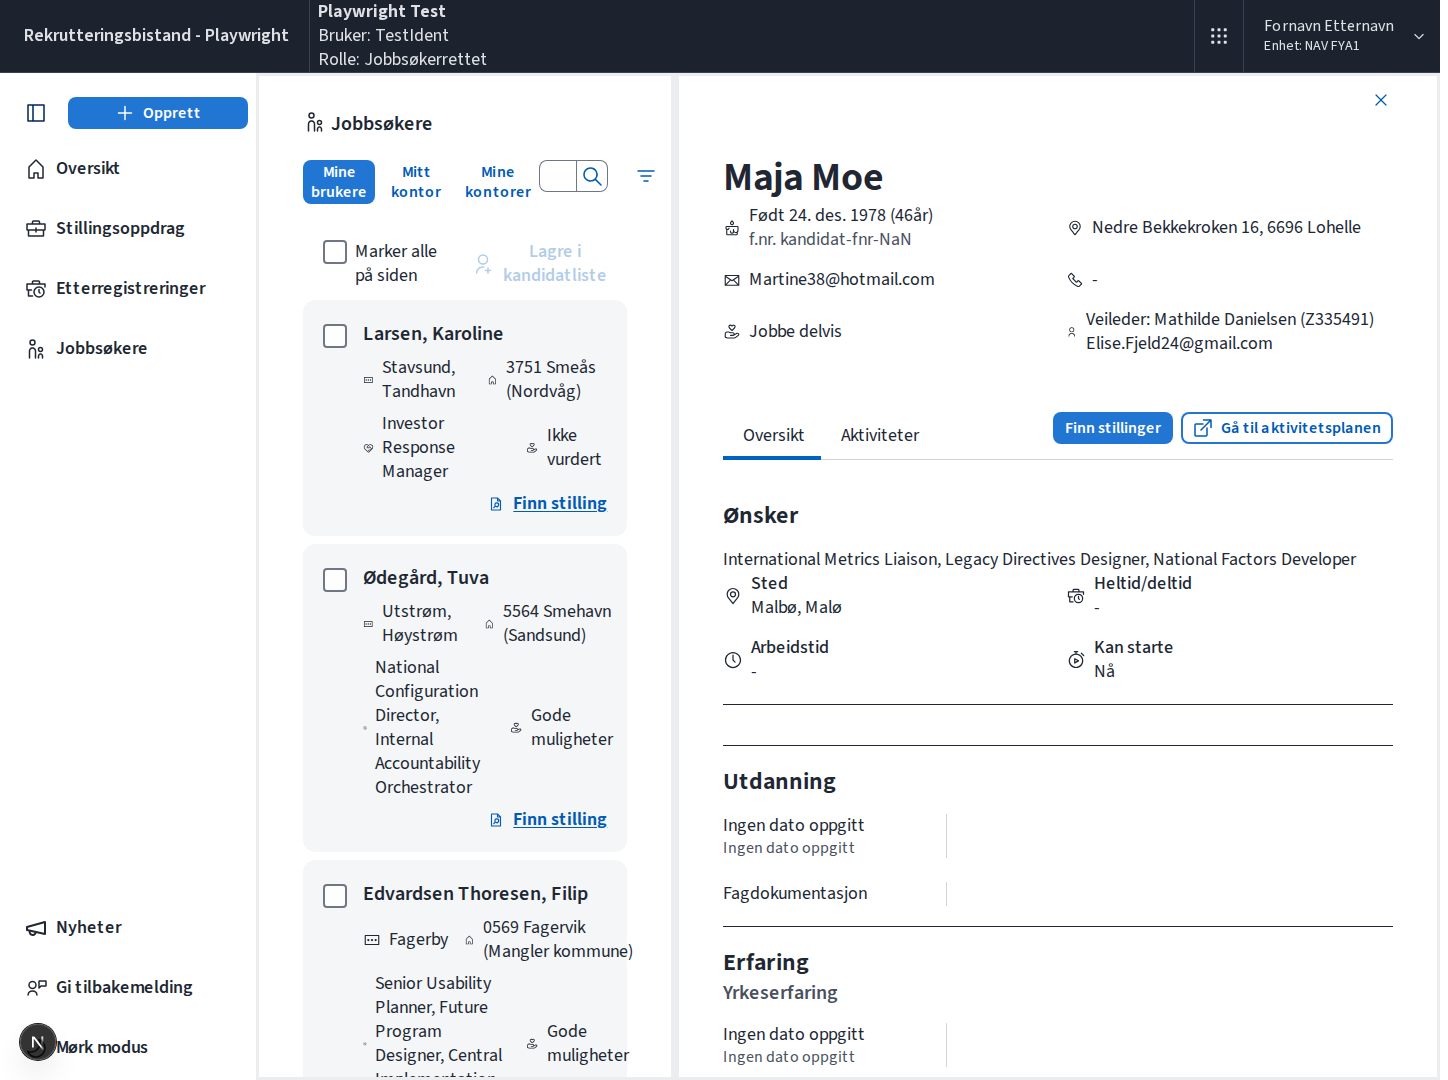 Rekrutteringsbistand - Playwright
Playwright Test
Bruker: TestIdent
Rolle: Jobbsøkerrettet
Fornavn Etternavn
Enhet: NAV FYA1
Opprett
Oversikt
Stillingsoppdrag
Etterregistreringer
Jobbsøkere
Nyheter
Gi tilbakemelding
N
Mørk modus
Jobbsøkere
Mine
brukere
Mitt
kontor
Mine
kontorer
Marker alle
på siden
Lagre i
kandidatliste
Larsen, Karoline
Stavsund,
Tandhavn
3751 Smeås
(Nordvåg)
Investor
Response
Manager
Ikke
vurdert
Finn stilling
Ødegård, Tuva
Utstrøm,
Høystrøm
5564 Smehavn
(Sandsund)
National
Configuration
Director,
Internal
Accountability
Orchestrator
Gode
muligheter
Finn stilling
Edvardsen Thoresen, Filip
Fagerby
0569 Fagervik
(Mangler kommune)
Senior Usability
Planner, Future
Program
Designer, Central
Implementation
Gode
muligheter
Maja Moe
Født 24. des. 1978 (46år)
f.nr. kandidat-fnr-NaN
Nedre Bekkekroken 16, 6696 Lohelle
Martine38@hotmail.com
-
Jobbe delvis
Veileder: Mathilde Danielsen (Z335491)
Elise.Fjeld24@gmail.com
Oversikt
Aktiviteter
Finn stillinger
Gå til aktivitetsplanen
Ønsker
International Metrics Liaison, Legacy Directives Designer, National Factors Developer
Sted
Malbø, Malø
Heltid/deltid
-
Arbeidstid
-
Kan starte
Nå
Utdanning
Ingen dato oppgitt
Ingen dato oppgitt
Fagdokumentasjon
Erfaring
Yrkeserfaring
Ingen dato oppgitt
Ingen dato oppgitt